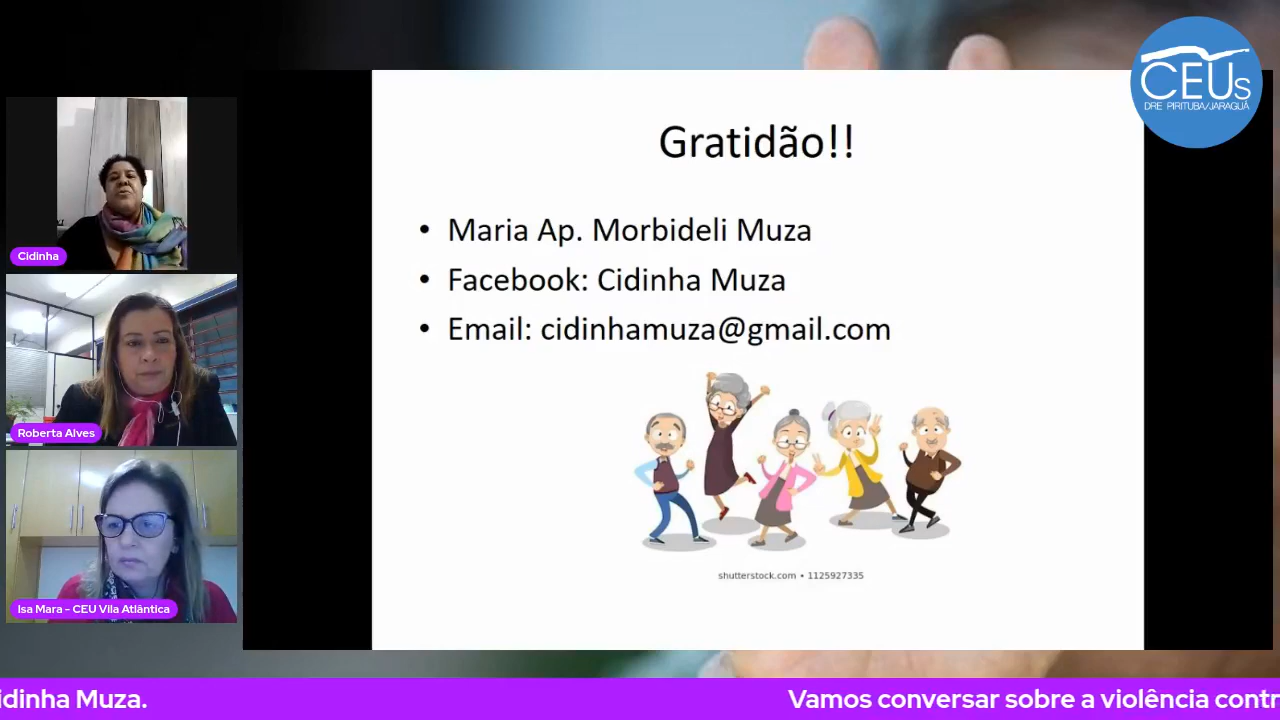 CEUs
DRE PIRITUBA/JARAGUÁ
Gratidão!!
• Maria Ap. Morbideli Muza
• Facebook: Cidinha Muza
• Email: cidinhamuza@gmail.com
shutterstock.com • 1125927335
Cidinha
Roberta Alves
Isa Mara - CEU Vila Atlântica
idinha Muza.
Vamos conversar sobre a violência contr